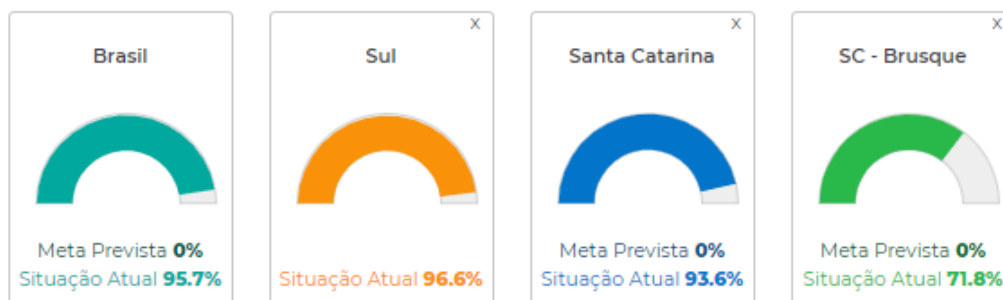 Brasil
Meta Prevista 0%
Situação Atual 95.7%
X
Sul
Situação Atual 96.6%
X
Santa Catarina
Meta Prevista 0%
Situação Atual 93.6%
X
SC - Brusque
Meta Prevista 0%
Situação Atual 71.8%